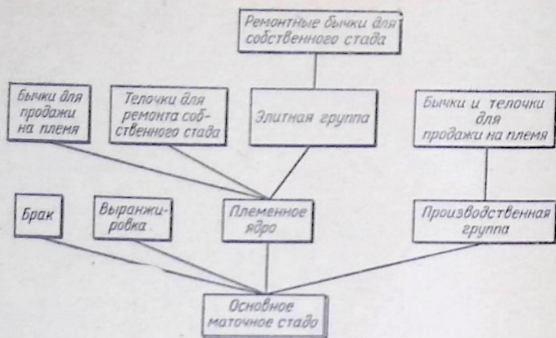 Ремонтные бычки для
собственного стада
Бычки для
продажи
на племя
Телочки для
ремонта соб-
ственного стада
Элитная группа
Бычки и телочки
для
продажи на племя
Брак
Выранжи-
ровка
Племенное
ядро
Производственная
группа
Основное
маточное стадо